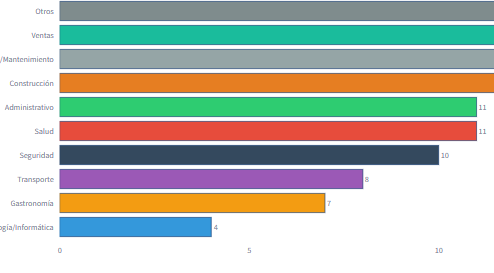 Otros
Ventas
/Mantenimiento
Construcción
Administrativo 11
Salud 11
Seguridad 10
Transporte 8
Gastronomía 7
ogía/Informática 4
0 5 10